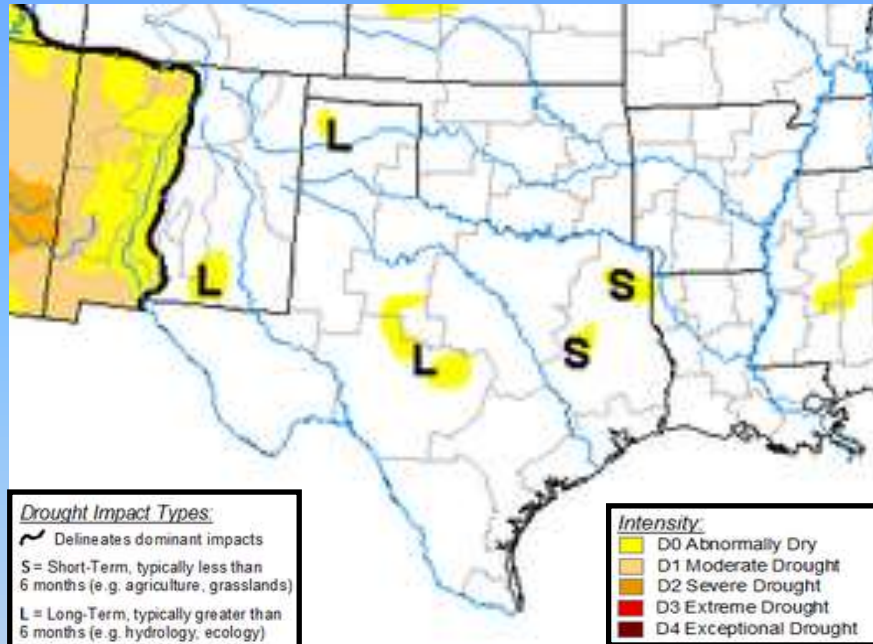 L
L
S
L
S
Drought Impact Types:
Delineates dominant impacts
S = Short-Term, typically less than
6 months (e.g. agriculture, grasslands)
L = Long-Term, typically greater than
6 months (e.g. hydrology, ecology)
Intensity:
D0 Abnormally Dry
D1 Moderate Drought
D2 Severe Drought
D3 Extreme Drought
D4 Exceptional Drought